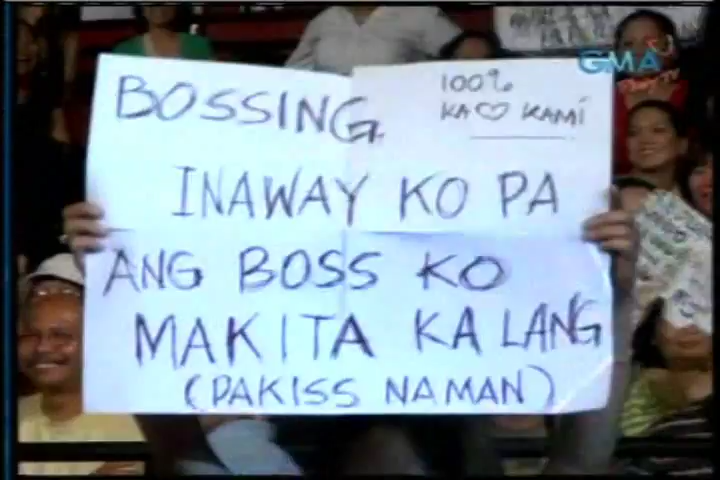 BOSSING
100%
KA♡ KAMI
INAWAY KO PA
ANG BOSS KO
MAKITA KA LANG
(PAKISS NAMAN)
GMA